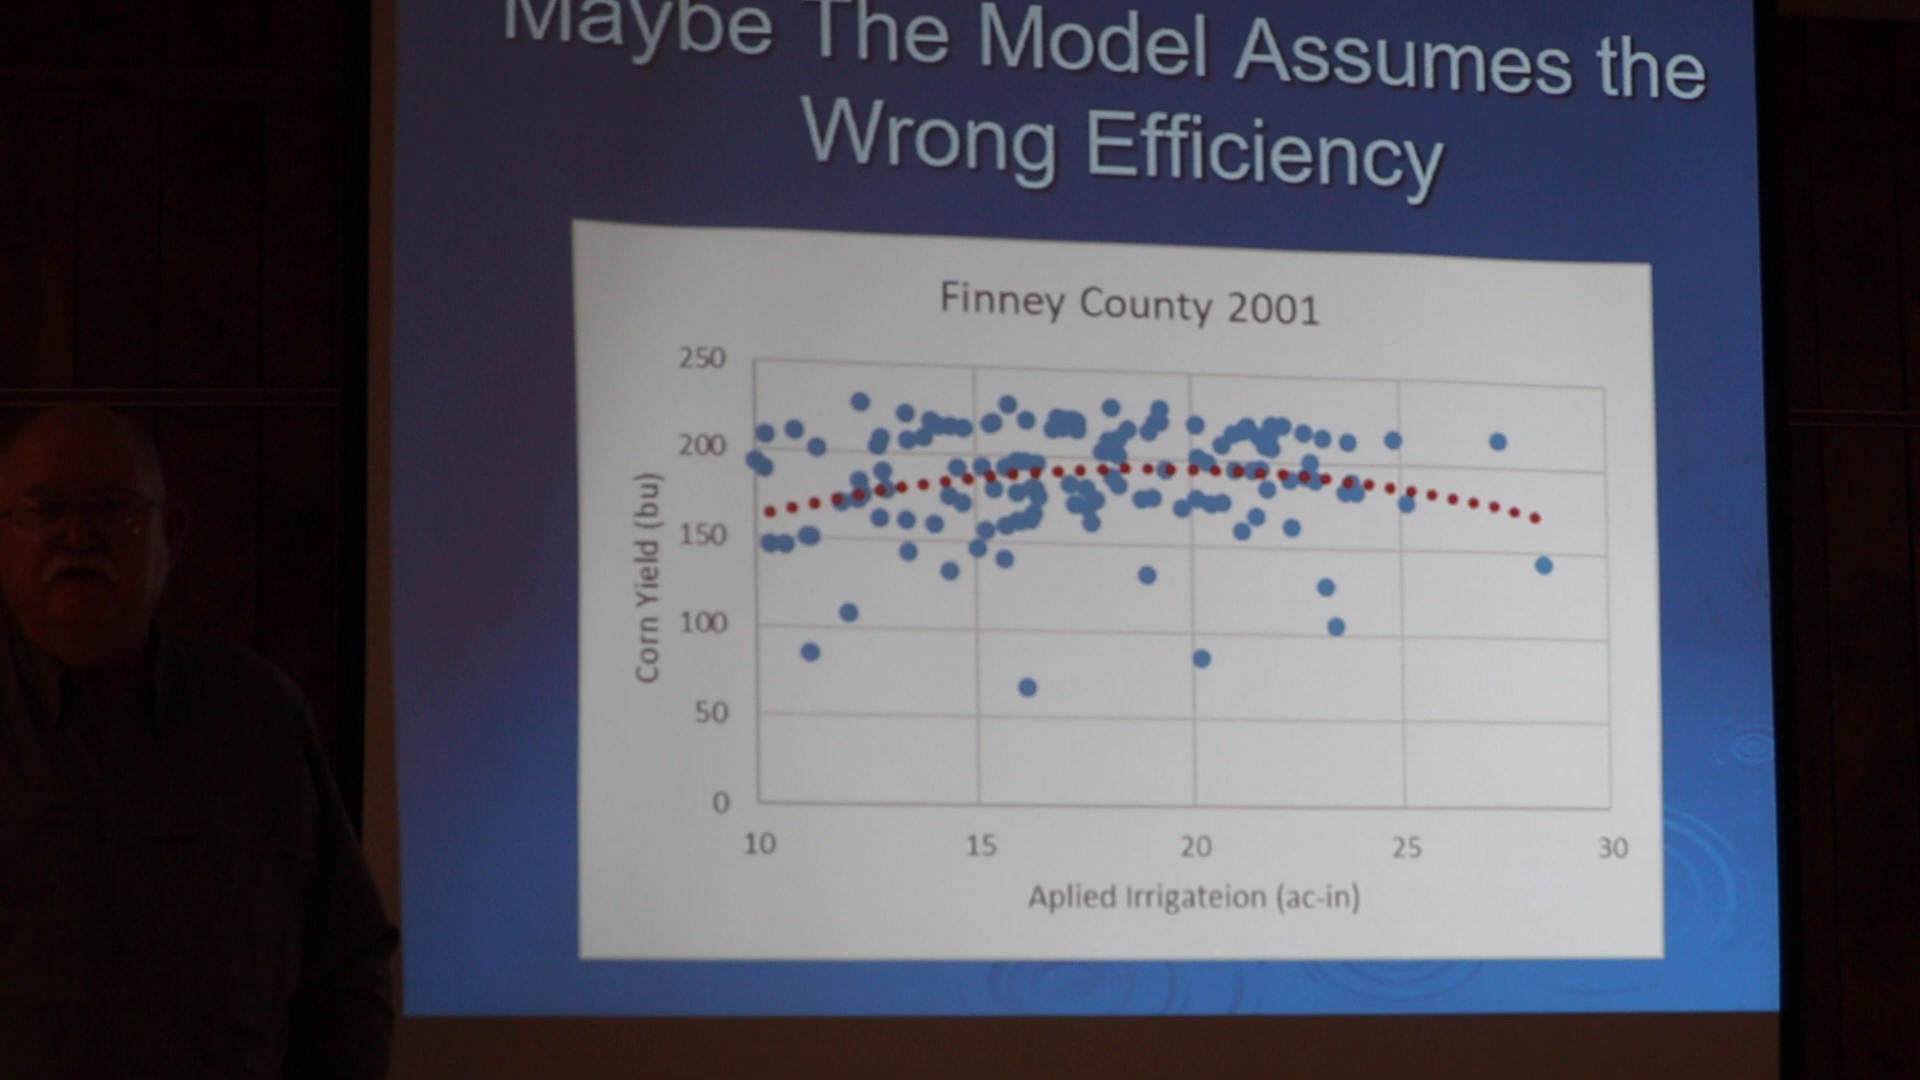 Maybe The Model Assumes the
Wrong Efficiency
Finney County 2001
250
200
150
100
50
0
Corn Yield (bu)
10 15 20 25 30
Aplied Irrigateion (ac-in)